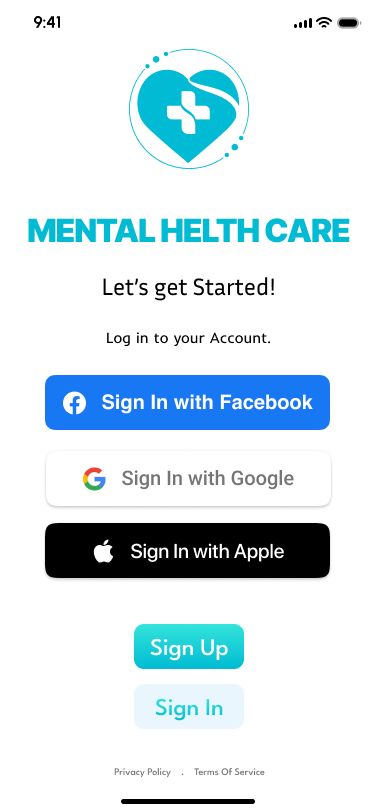 9:41
MENTAL HELTH CARE
Let's get Started!
Log in to your Account.
Sign In with Facebook
Sign In with Google
Sign In with Apple
Sign Up
Sign In
Privacy Policy . Terms Of Service